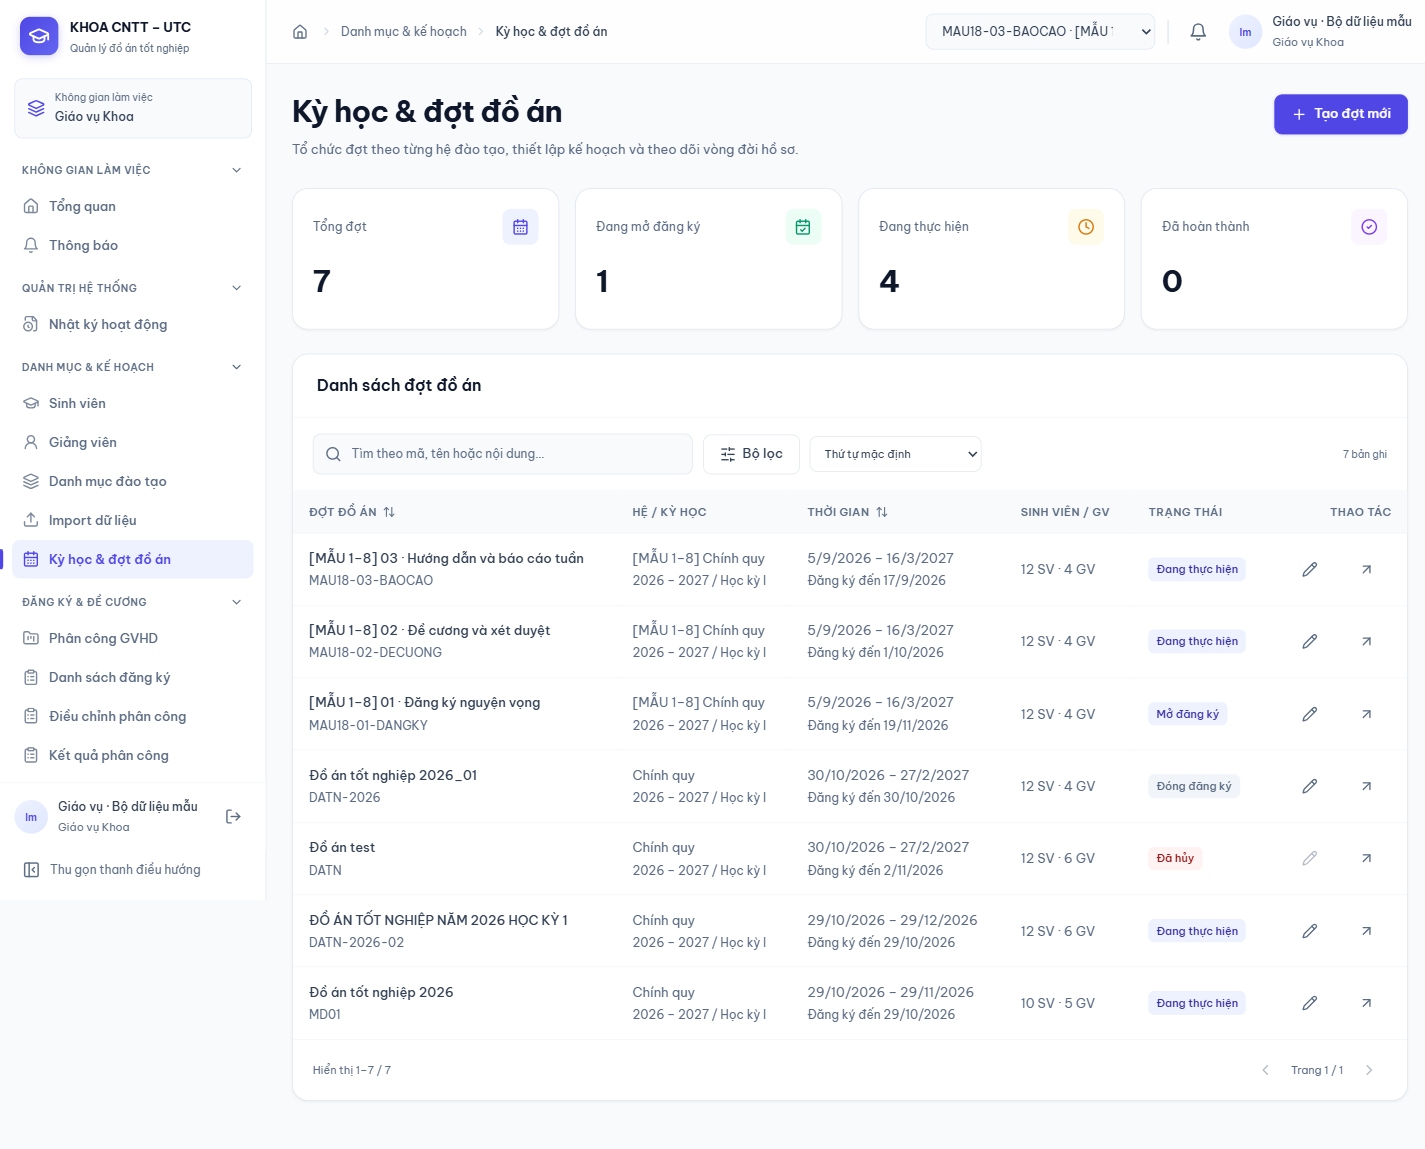 KHOA CNTT – UTC
Quản lý đồ án tốt nghiệp
Không gian làm việc
Giáo vụ Khoa
KHÔNG GIAN LÀM VIỆC
Tổng quan
Thông báo
QUẢN TRỊ HỆ THỐNG
Nhật ký hoạt động
DANH MỤC & KẾ HOẠCH
Sinh viên
Giảng viên
Danh mục đào tạo
Import dữ liệu
Kỳ học & đợt đồ án
ĐĂNG KÝ & ĐỀ CƯƠNG
Phân công GVHD
Danh sách đăng ký
Điều chỉnh phân công
Kết quả phân công
lm
Giáo vụ · Bộ dữ liệu mẫu
Giáo vụ Khoa
Thu gọn thanh điều hướng
Danh mục & kế hoạch
Kỳ học & đợt đồ án
MAU18-03-BAOCAO · [MẪU
lm
Giáo vụ · Bộ dữ liệu mẫu
Giáo vụ Khoa
Kỳ học & đợt đồ án
Tổ chức đợt theo từng hệ đào tạo, thiết lập kế hoạch và theo dõi vòng đời hồ sơ.
Tạo đợt mới
Tổng đợt
7
Đang mở đăng ký
1
Đang thực hiện
4
Đã hoàn thành
0
Danh sách đợt đồ án
Tìm theo mã, tên hoặc nội dung...
Bộ lọc
Thứ tự mặc định
7 bản ghi
ĐỢT ĐỒ ÁN HỆ / KỲ HỌC THỜI GIAN SINH VIÊN / GV TRẠNG THÁI THAO TÁC
[MẪU 1–8] 03 · Hướng dẫn và báo cáo tuần [MẪU 1–8] Chính quy 5/9/2026 – 16/3/2027 12 SV · 4 GV Đang thực hiện
MAU18-03-BAOCAO 2026 – 2027 / Học kỳ I Đăng ký đến 17/9/2026
[MẪU 1–8] 02 · Đề cương và xét duyệt [MẪU 1–8] Chính quy 5/9/2026 – 16/3/2027 12 SV · 4 GV Đang thực hiện
MAU18-02-DECUONG 2026 – 2027 / Học kỳ I Đăng ký đến 1/10/2026
[MẪU 1–8] 01 · Đăng ký nguyện vọng [MẪU 1–8] Chính quy 5/9/2026 – 16/3/2027 12 SV · 4 GV Mở đăng ký
MAU18-01-DANGKY 2026 – 2027 / Học kỳ I Đăng ký đến 19/11/2026
Đồ án tốt nghiệp 2026_01 Chính quy 30/10/2026 – 27/2/2027 12 SV · 4 GV Đóng đăng ký
DATN-2026 2026 – 2027 / Học kỳ I Đăng ký đến 30/10/2026
Đồ án test Chính quy 30/10/2026 – 27/2/2027 12 SV · 6 GV Đã hủy
DATN 2026 – 2027 / Học kỳ I Đăng ký đến 2/11/2026
ĐỒ ÁN TỐT NGHIỆP NĂM 2026 HỌC KỲ 1 Chính quy 29/10/2026 – 29/12/2026 12 SV · 6 GV Đang thực hiện
DATN-2026-02 2026 – 2027 / Học kỳ I Đăng ký đến 29/10/2026
Đồ án tốt nghiệp 2026 Chính quy 29/10/2026 – 29/11/2026 10 SV · 5 GV Đang thực hiện
MD01 2026 – 2027 / Học kỳ I Đăng ký đến 29/10/2026
Hiển thị 1–7 / 7
Trang 1 / 1